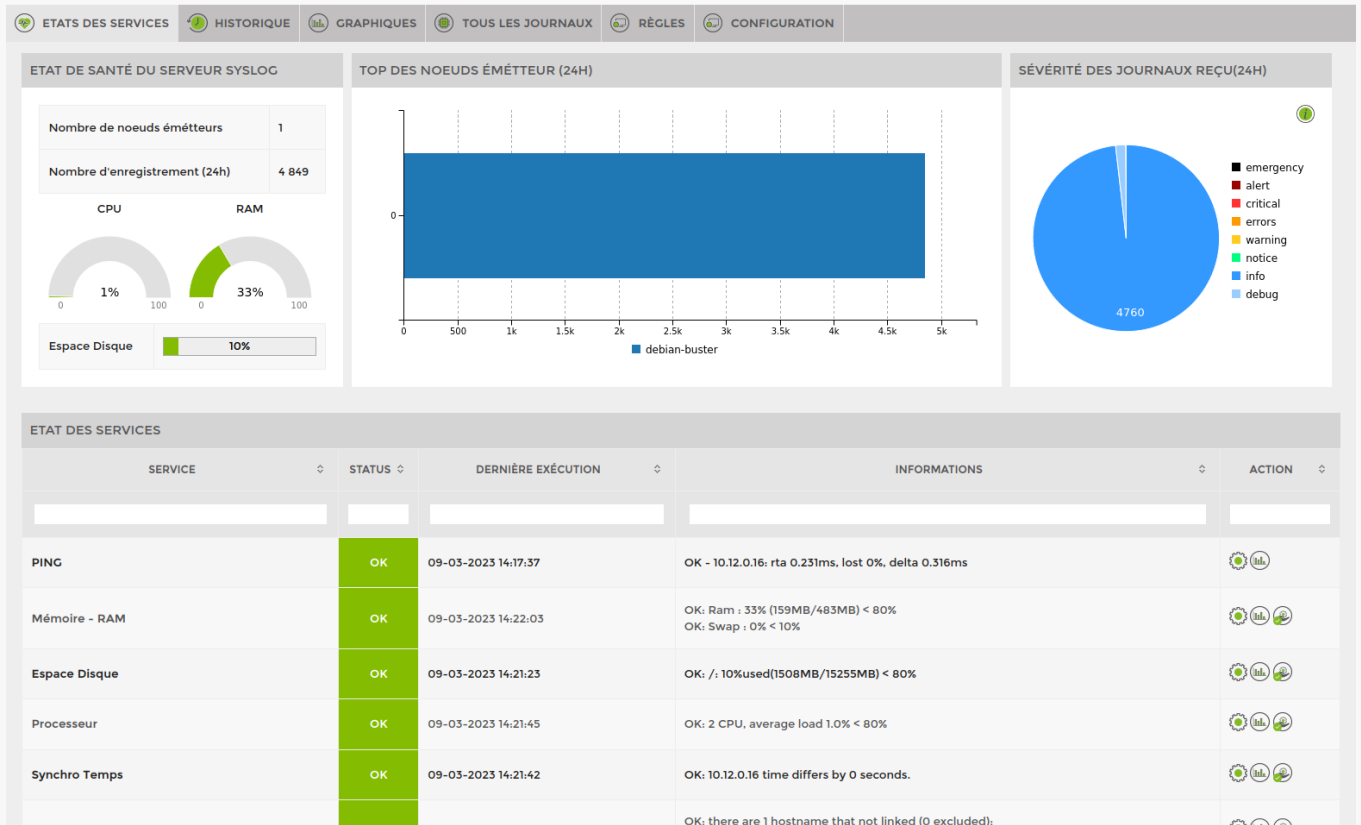 ETATS DES SERVICES HISTORIQUE GRAPHIQUES TOUS LES JOURNAUX RÈGLES CONFIGURATION
ETAT DE SANTÉ DU SERVEUR SYSLOG
Nombre de noeuds émétteurs 1
Nombre d'enregistrement (24h) 4 849
CPU RAM
1% 33%
0 100 0 100
Espace Disque 10%
TOP DES NOEUDS ÉMÉTTEUR (24H)
0
0 500 1k 1.5k 2k 2.5k 3k 3.5k 4k 4.5k 5k
debian-buster
SÉVÉRITÉ DES JOURNAUX REÇU(24H)
i
4760
emergency
alert
critical
errors
warning
notice
info
debug
ETAT DES SERVICES
SERVICE STATUS DERNIÈRE EXÉCUTION INFORMATIONS ACTION
PING OK 09-03-2023 14:17:37 OK - 10.12.0.16: rta 0.231ms, lost 0%, delta 0.316ms
Mémoire - RAM OK 09-03-2023 14:22:03 OK: Ram : 33% (159MB/483MB) < 80%
OK: Swap : 0% < 10%
Espace Disque OK 09-03-2023 14:21:23 OK: /: 10%used(1508MB/15255MB) < 80%
Processeur OK 09-03-2023 14:21:45 OK: 2 CPU, average load 1.0% < 80%
Synchro Temps OK 09-03-2023 14:21:42 OK: 10.12.0.16 time differs by 0 seconds.
OK: there are 1 hostname that not linked (0 excluded):